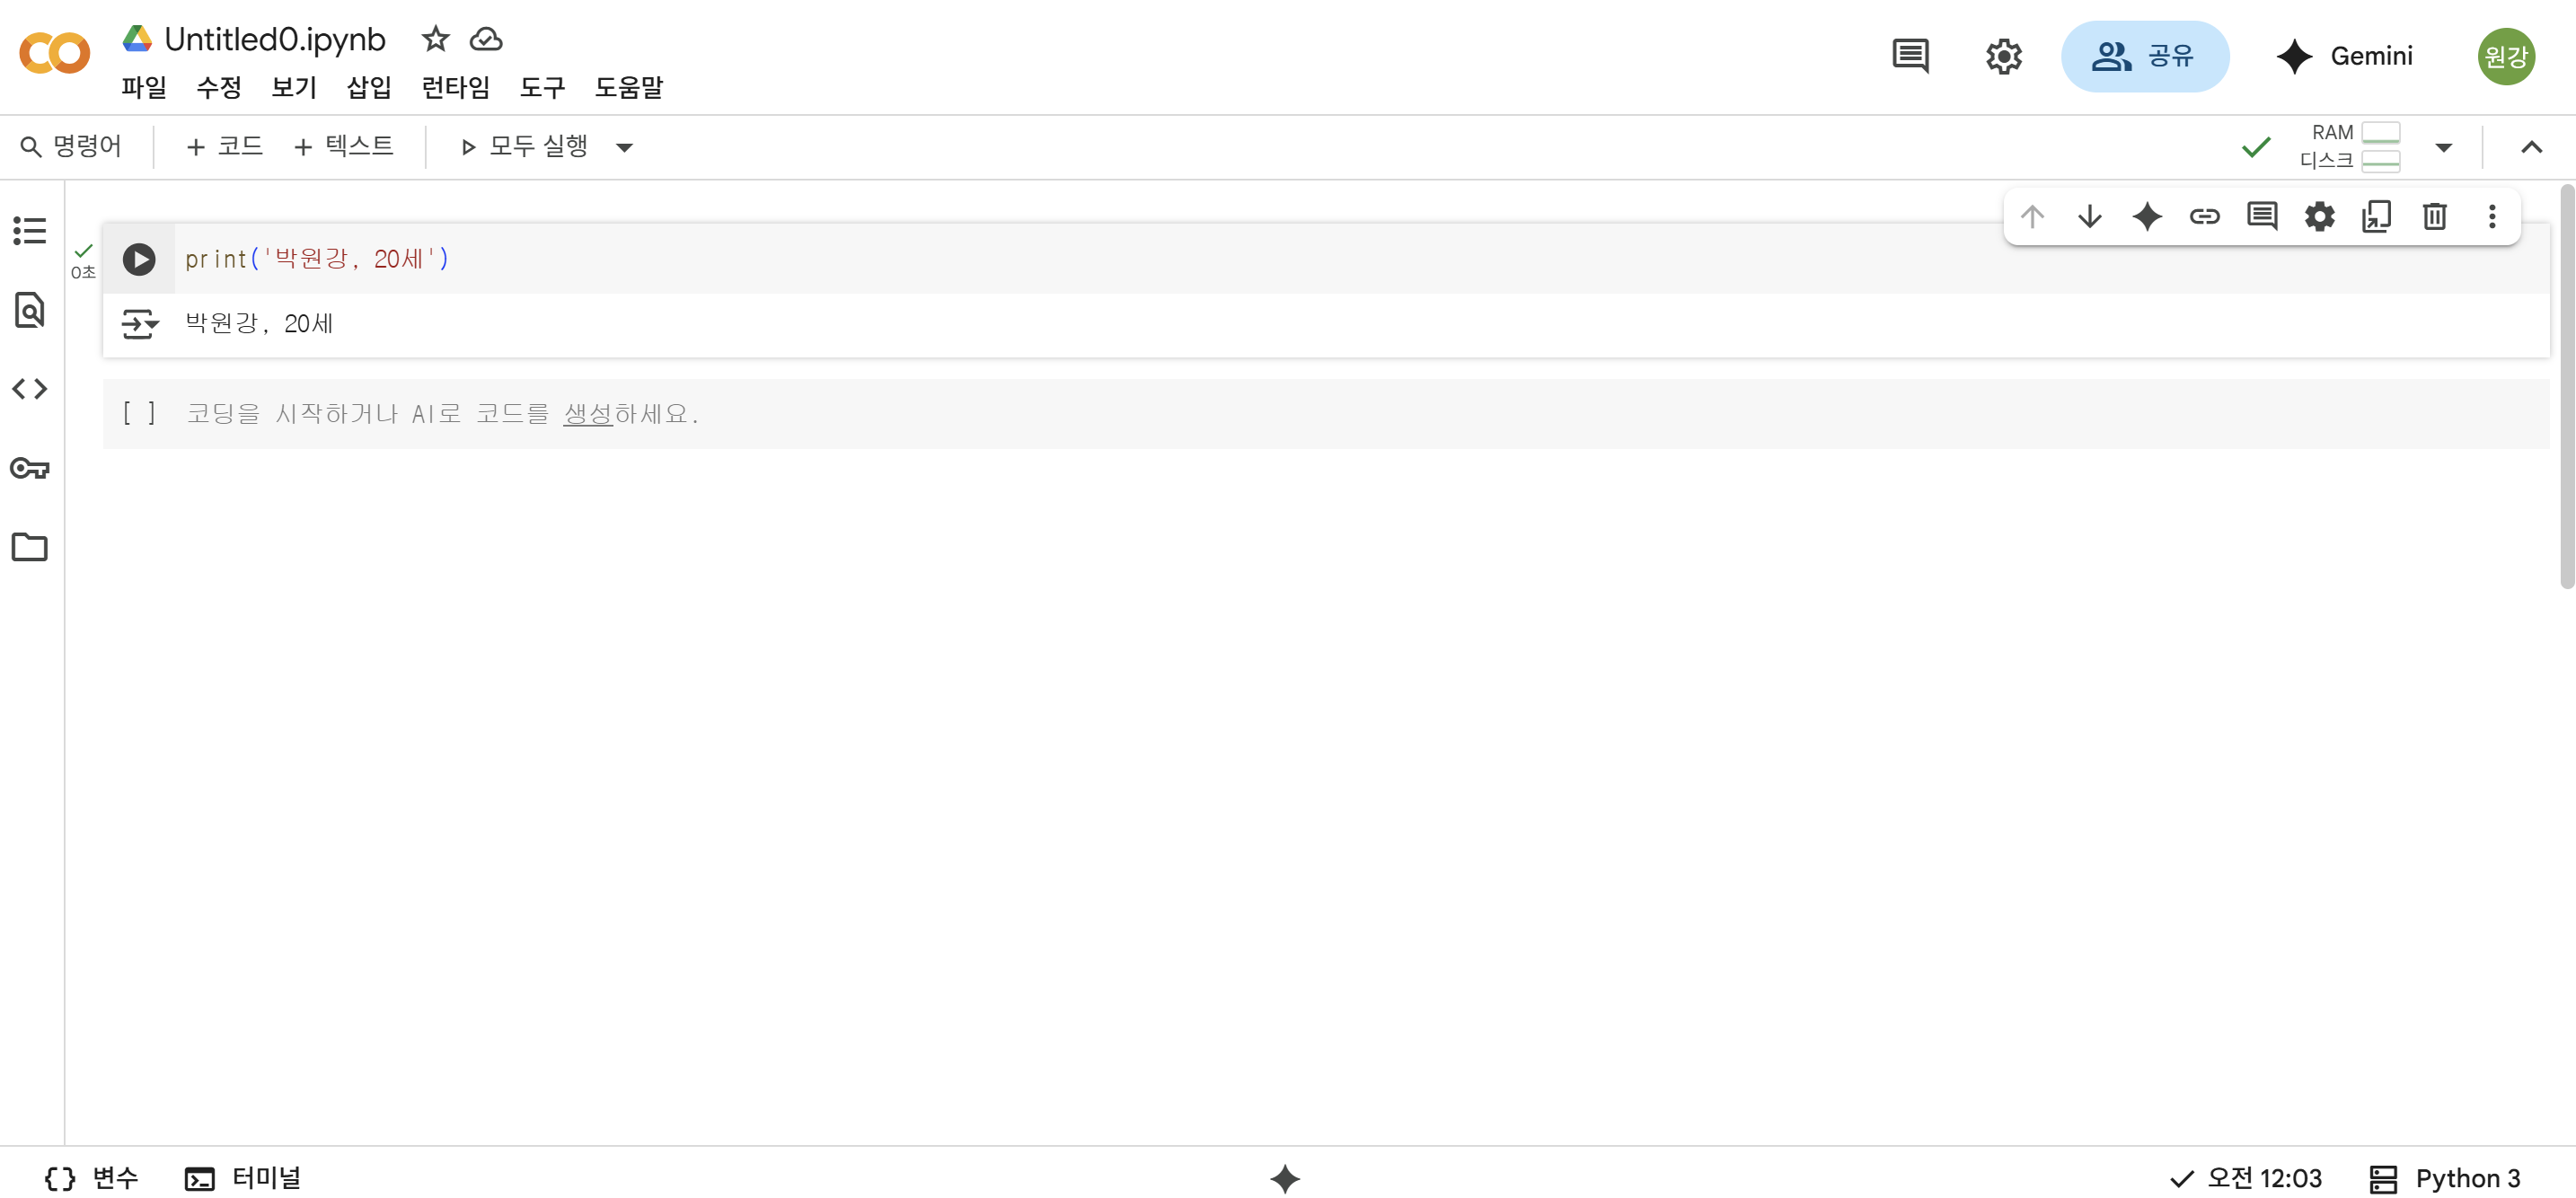 Untitled0.ipynb
파일 수정 보기 삽입 런타임 도구 도움말
공유
Gemini
원강
명령어 + 코드 + 텍스트 모두 실행
RAM
디스크
0초
print('박원강, 20세')
박원강, 20세
[ ] 코딩을 시작하거나 AI로 코드를 생성하세요.
{} 변수 터미널
오전 12:03 Python 3